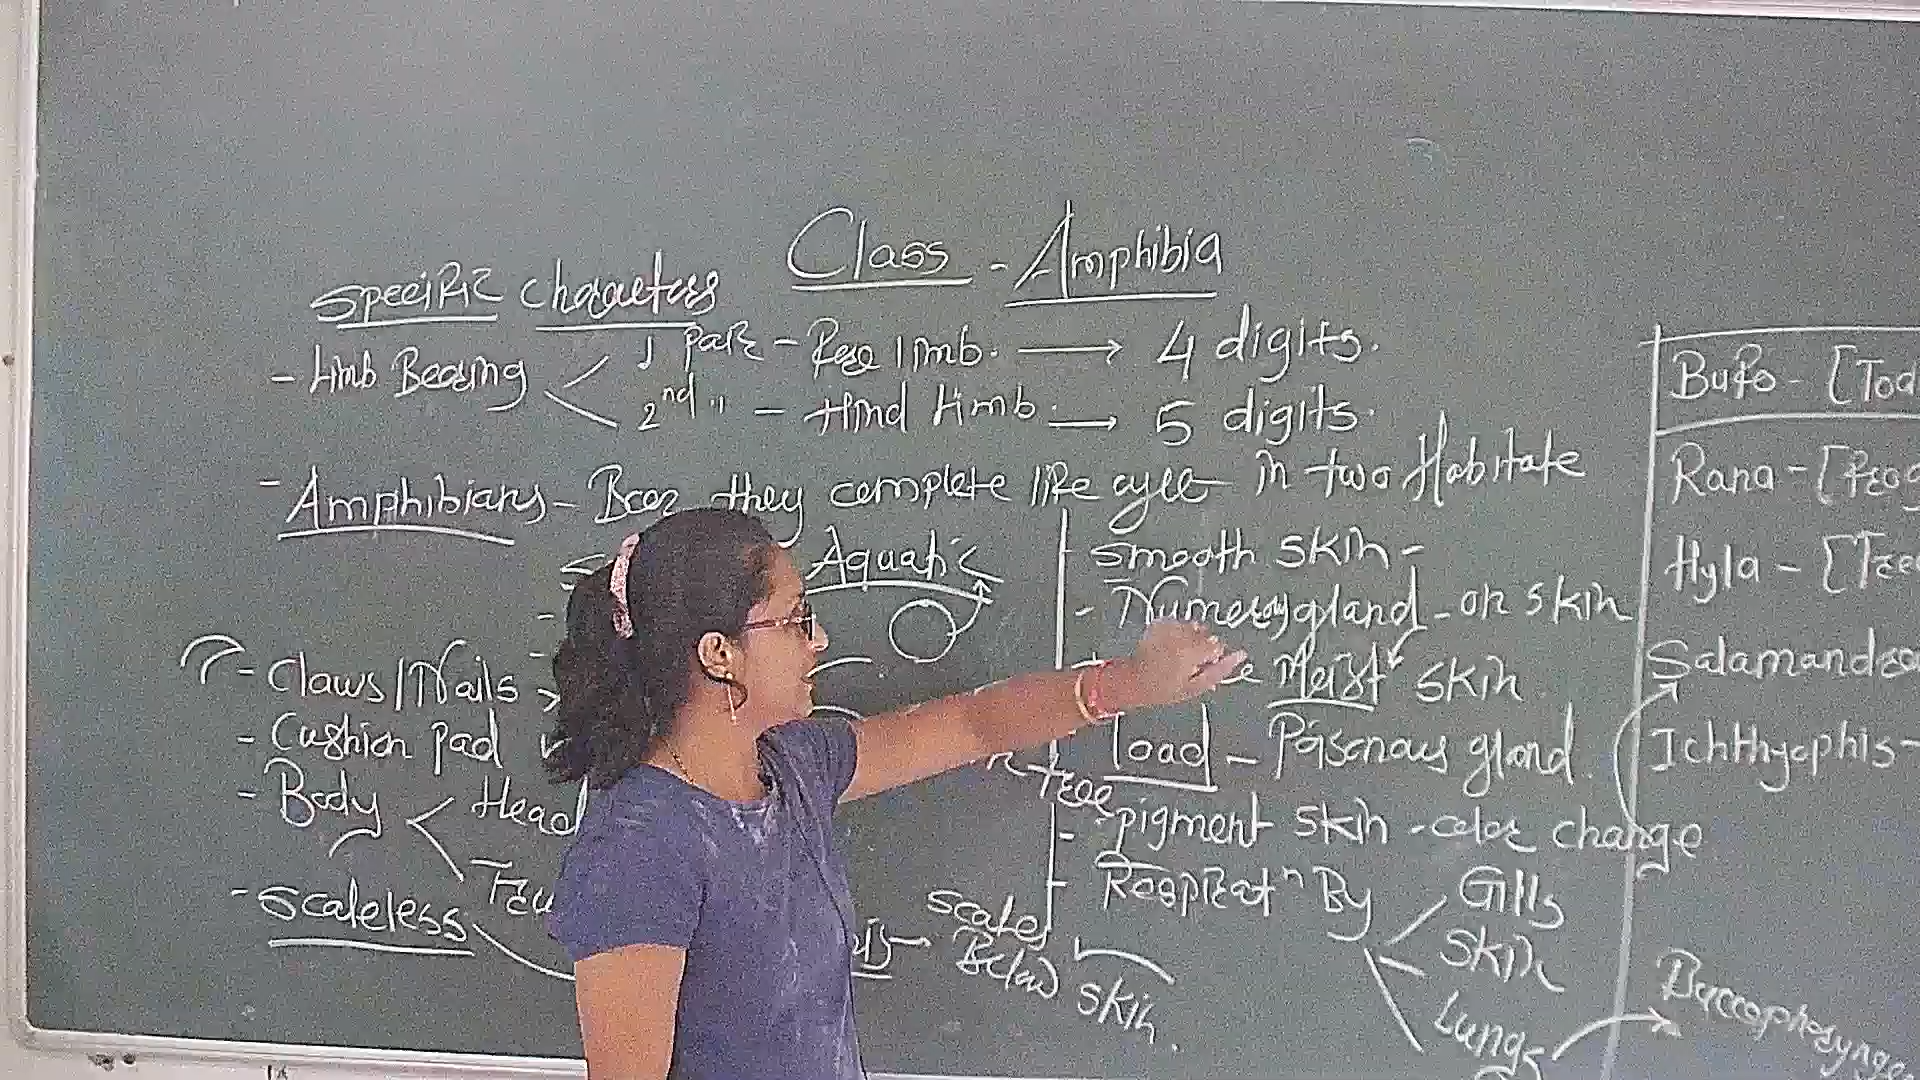 Class - Amphibia
Specific characters
- Limb Bearing
1 pair - Fore limb. → 4 digits.
2nd " - Hind Limb. → 5 digits.
- Amphibians - Bcoz they complete life cycle in two Habitate
Aquatic
- Claws/Nails
- Cushion Pad
- Body
Head
- Scaleless
Scales
Below
skin.
Smooth skin -
- Numerous gland - on skin
Moist skin
Toad - Poisonous gland
- pigment skin - color change
- Respiratn By
Gills
Skin
Lungs
Bufo - [Toa
Rana - [Frog
Hyla - [Tree
Salamander
Ichthyophis -